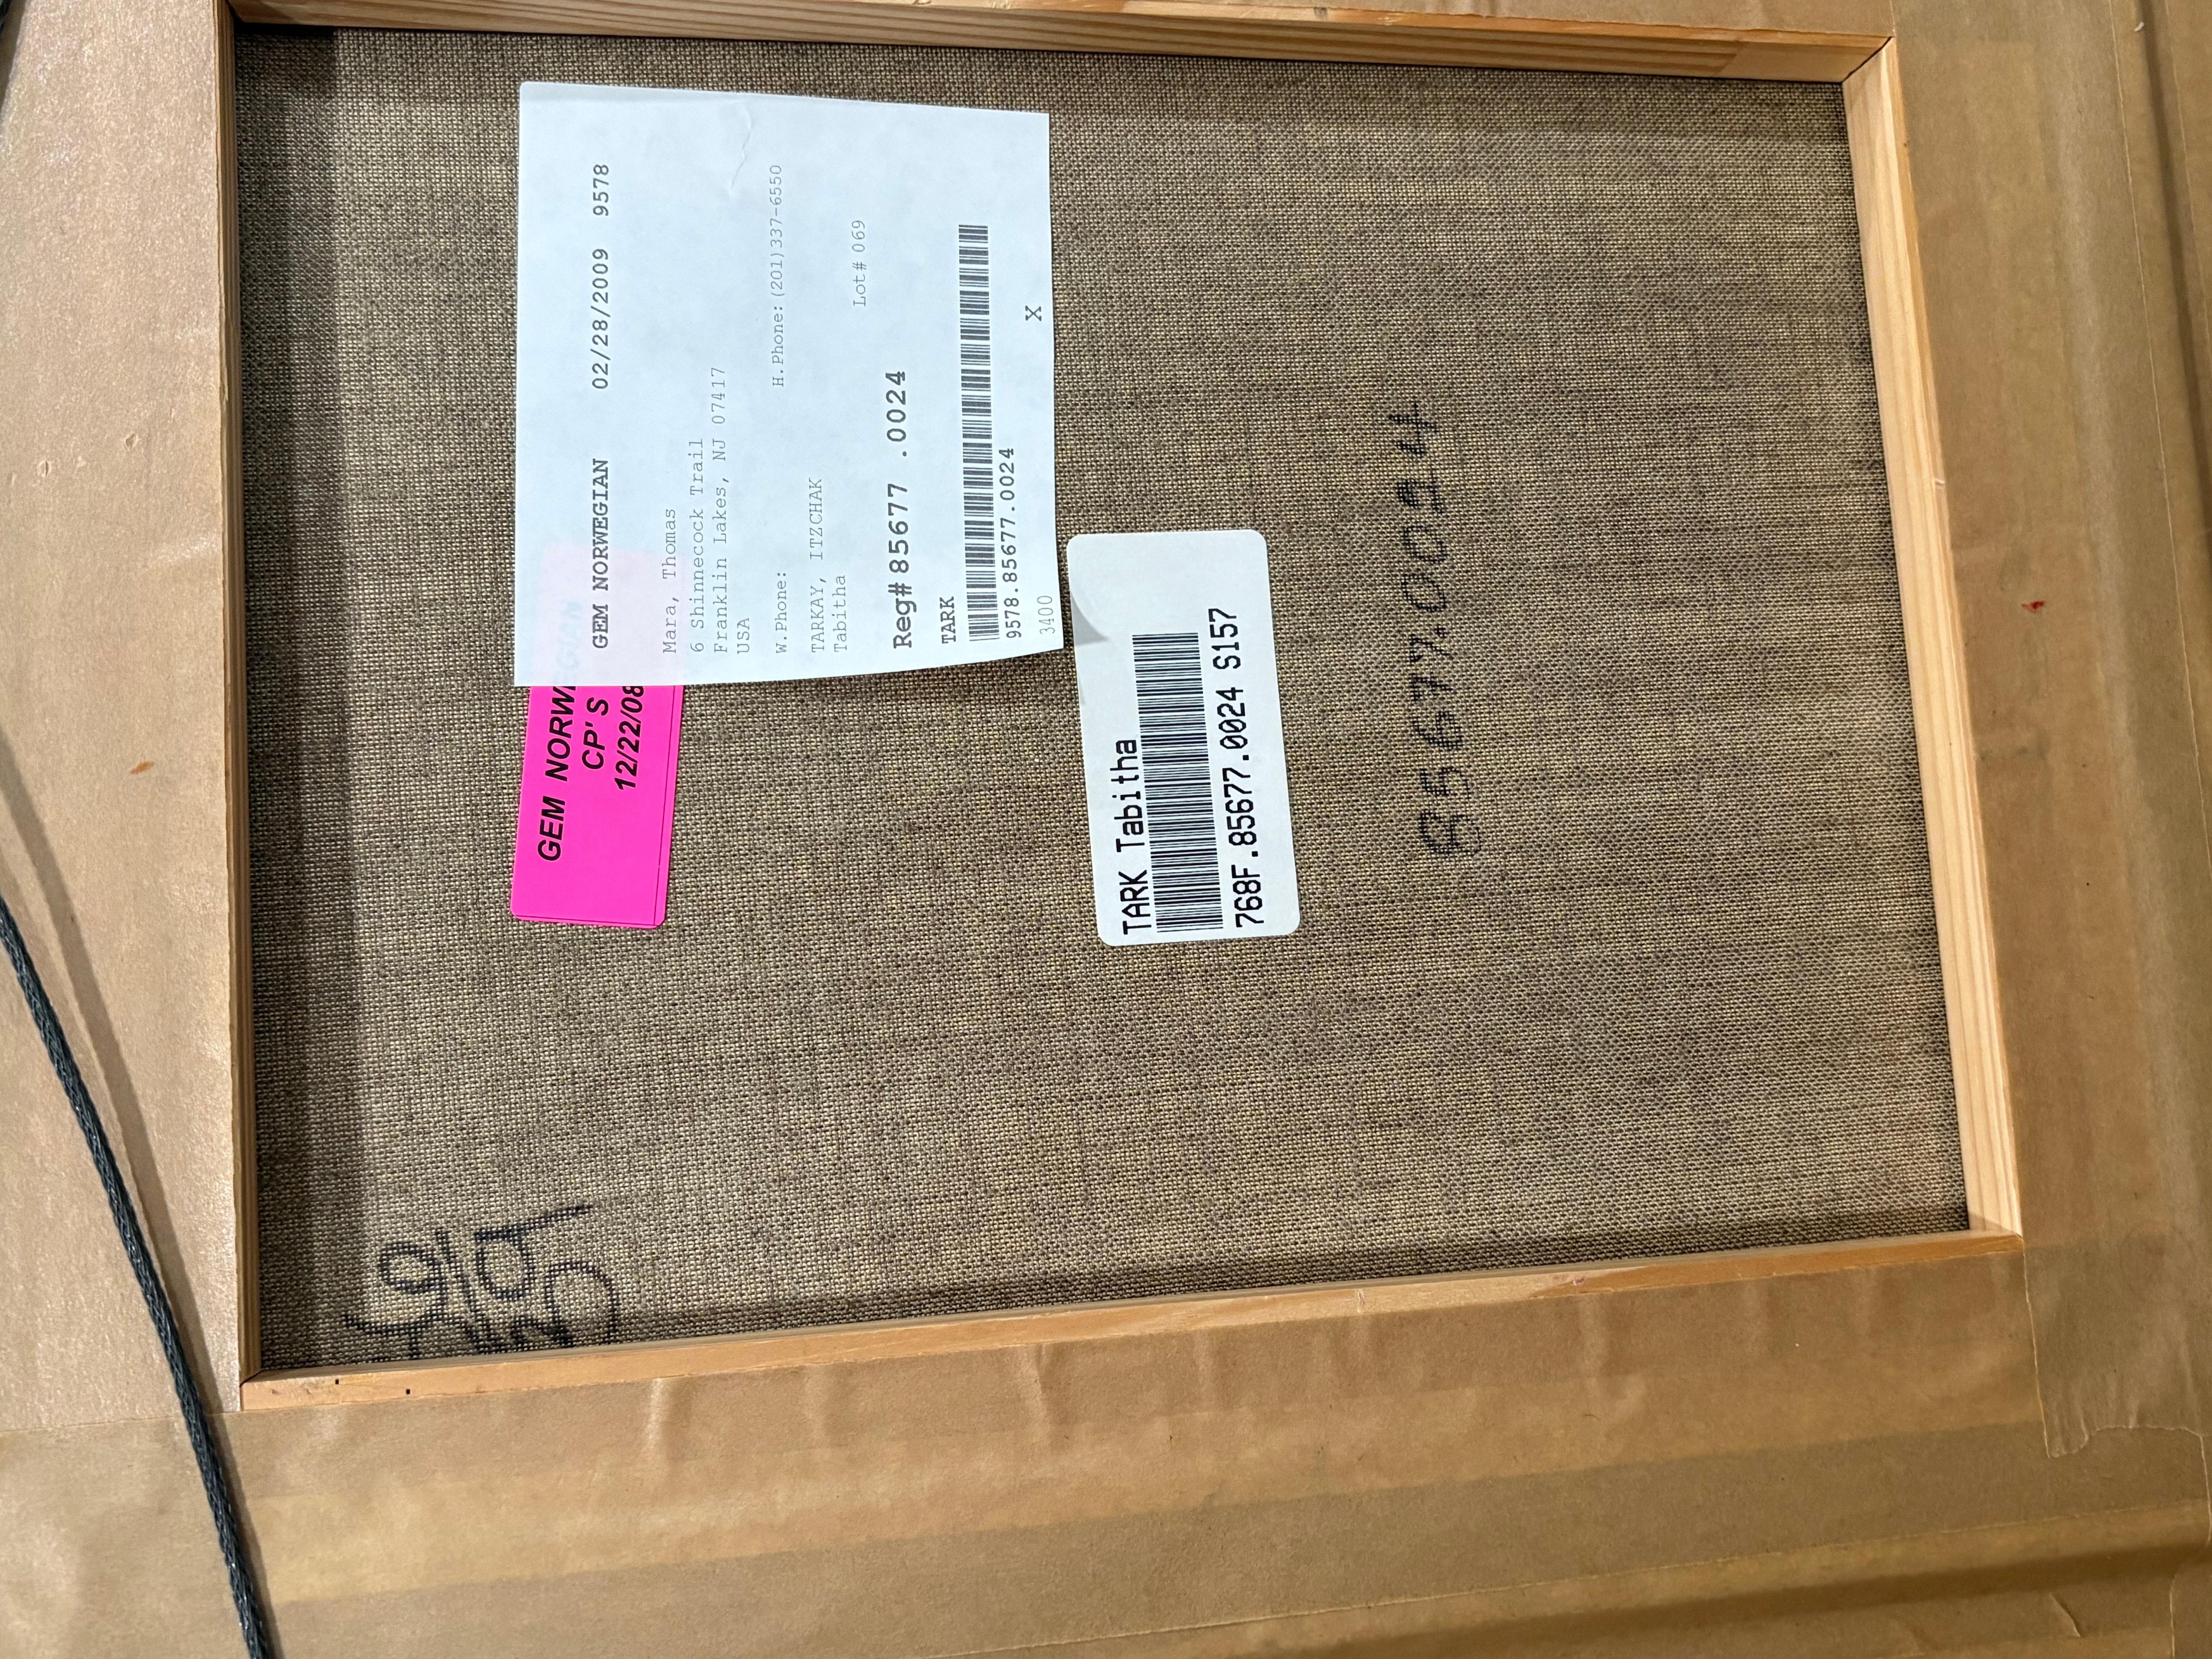 GEM NORWEGIAN 02/28/2009 9578
Mara, Thomas
6 Shinnecock Trail
Franklin Lakes, NJ 07417
USA
W.Phone: H.Phone:(201)337-6550
TARKAY, ITZCHAK
Tabitha
Lot# 069
Reg#85677 .0024
TARK
9578.85677.0024
3400 X
GEM NORWEGIAN
CP'S
12/22/08
TARK Tabitha
768F.85677.0024 S157
85677.0024